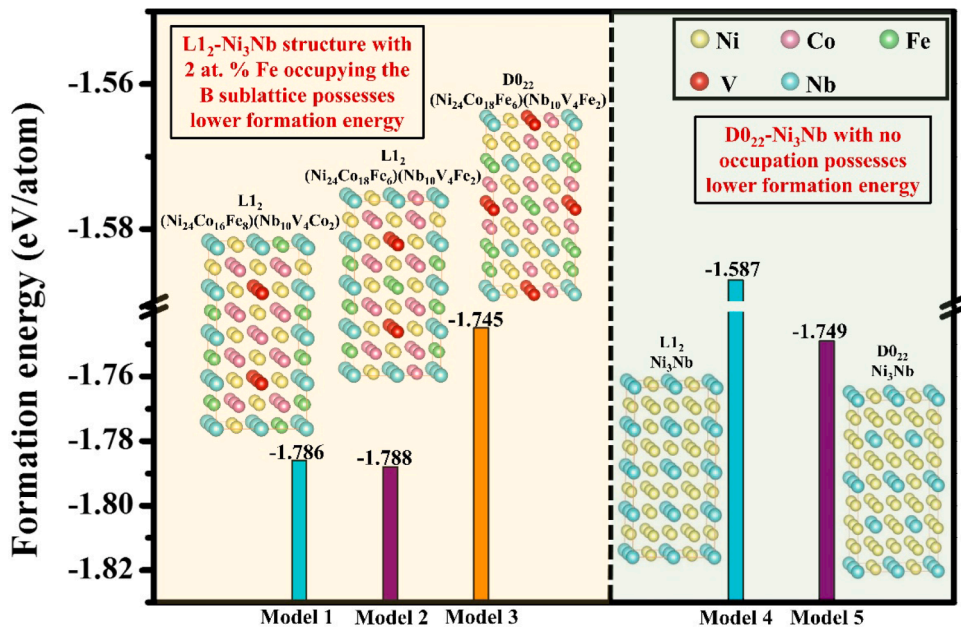 Formation energy (eV/atom)
-1.56
-1.58
-1.76
-1.78
-1.80
-1.82
L1₂-Ni₃Nb structure with
2 at. % Fe occupying the
B sublattice possesses
lower formation energy
D0₂₂
(Ni₂₄Co₁₈Fe₆)(Nb₁₀V₄Fe₂)
L1₂
(Ni₂₄Co₁₈Fe₆)(Nb₁₀V₄Fe₂)
L1₂
(Ni₂₄Co₁₆Fe₈)(Nb₁₀V₄Co₂)
-1.786
-1.788
-1.745
Ni Co Fe
V Nb
D0₂₂-Ni₃Nb with no
occupation possesses
lower formation energy
-1.587
-1.749
L1₂
Ni₃Nb
D0₂₂
Ni₃Nb
Model 1 Model 2 Model 3 Model 4 Model 5